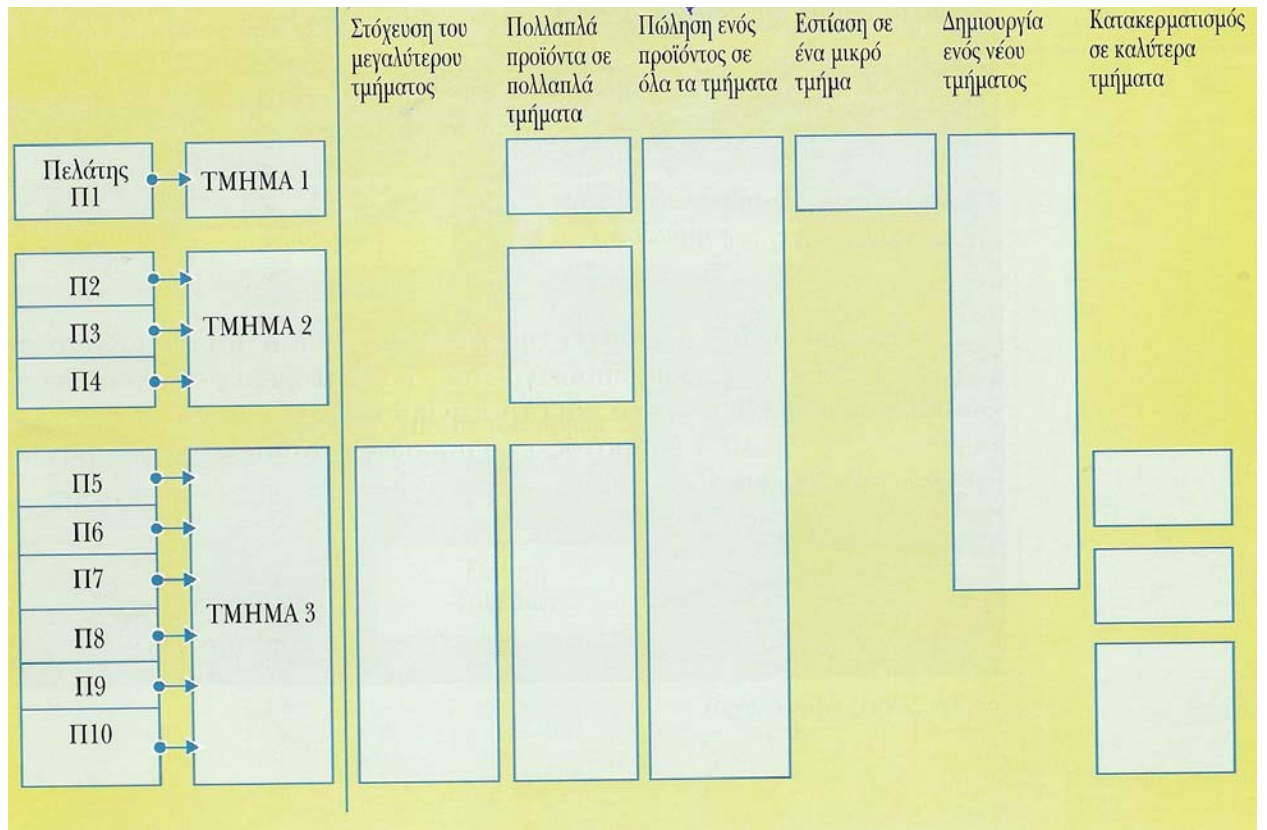 Στόχευση του
μεγαλύτερου
τμήματος
Πολλαπλά
προϊόντα σε
πολλαπλά
τμήματα
Πώληση ενός
προϊόντος σε
όλα τα τμήματα
Εστίαση σε
ένα μικρό
τμήμα
Δημιουργία
ενός νέου
τμήματος
Κατακερματισμός
σε καλύτερα
τμήματα
Πελάτης
Π1
ΤΜΗΜΑ 1
Π2
Π3
Π4
ΤΜΗΜΑ 2
Π5
Π6
Π7
Π8
Π9
Π10
ΤΜΗΜΑ 3